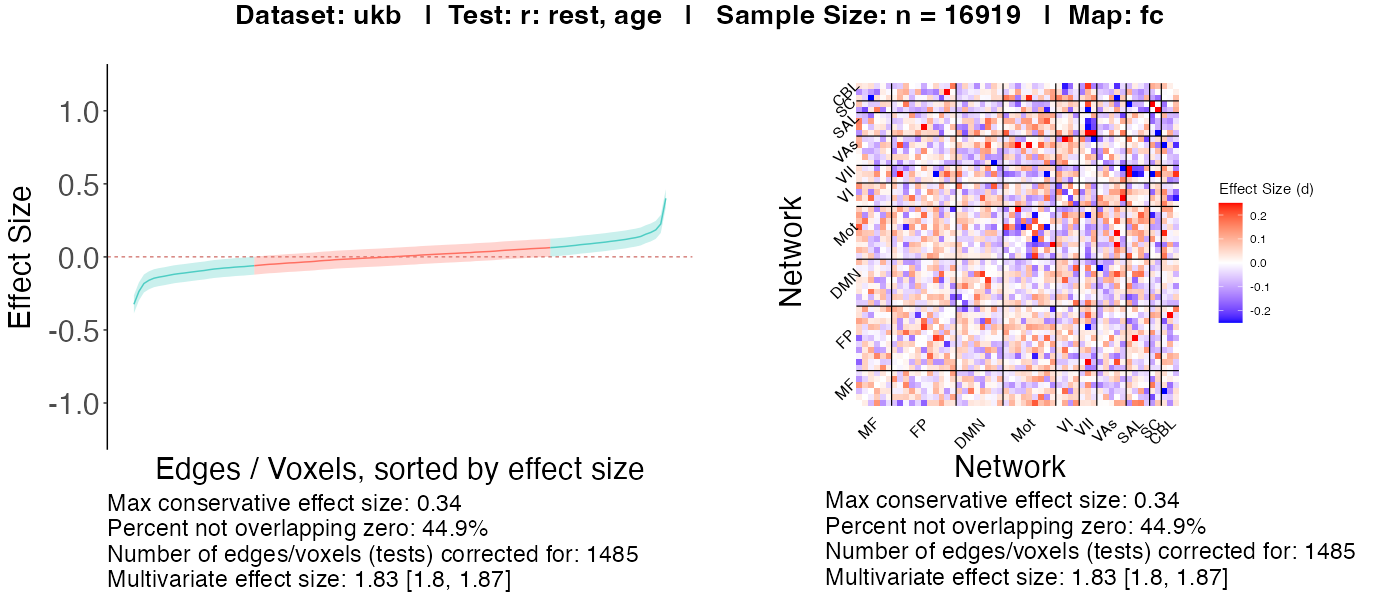 Dataset: ukb | Test: r: rest, age | Sample Size: n = 16919 | Map: fc
Effect Size
1.0
0.5
0.0
-0.5
-1.0
Edges / Voxels, sorted by effect size
Max conservative effect size: 0.34
Percent not overlapping zero: 44.9%
Number of edges/voxels (tests) corrected for: 1485
Multivariate effect size: 1.83 [1.8, 1.87]
Network
CBL
SC
SAL
VAs
VII
VI
Mot
DMN
FP
MF
MF
FP
DMN
Mot
VI
VII
VAs
SAL
SC
CBL
Network
Effect Size (d)
0.2
0.1
0.0
-0.1
-0.2
Max conservative effect size: 0.34
Percent not overlapping zero: 44.9%
Number of edges/voxels (tests) corrected for: 1485
Multivariate effect size: 1.83 [1.8, 1.87]